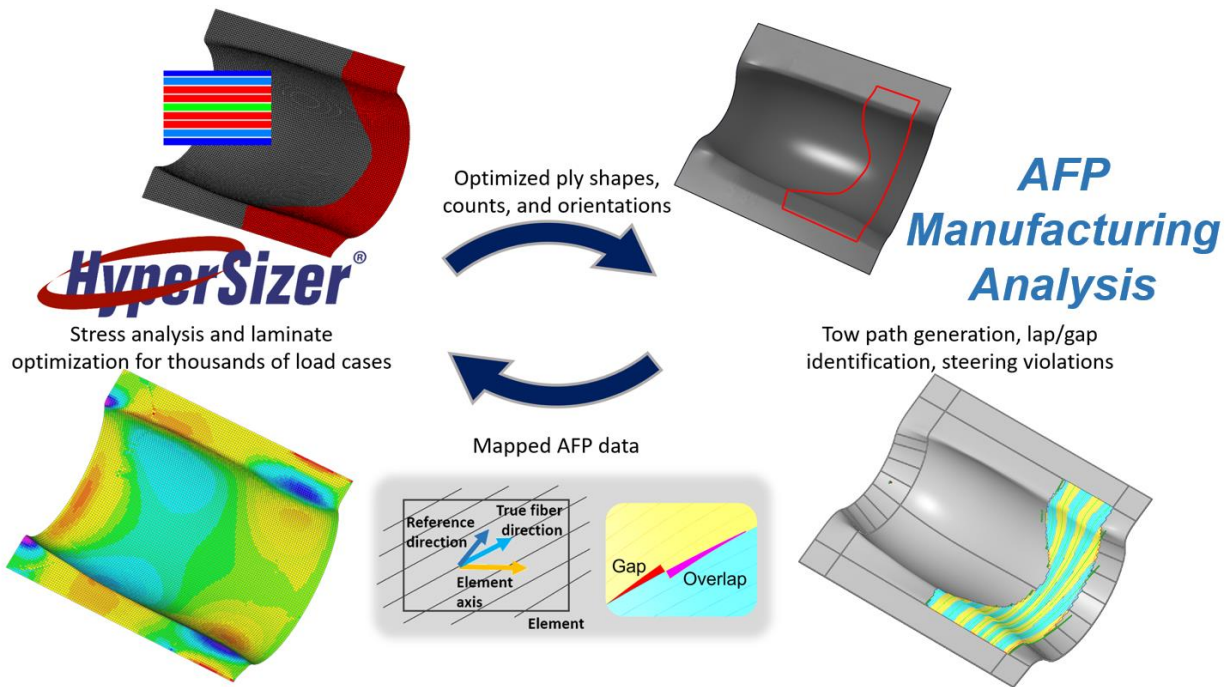 Optimized ply shapes,
counts, and orientations
HyperSizer®
Stress analysis and laminate
optimization for thousands of load cases
AFP
Manufacturing
Analysis
Tow path generation, lap/gap
identification, steering violations
Mapped AFP data
Reference
direction
True fiber
direction
Element
axis
Element
Gap
Overlap